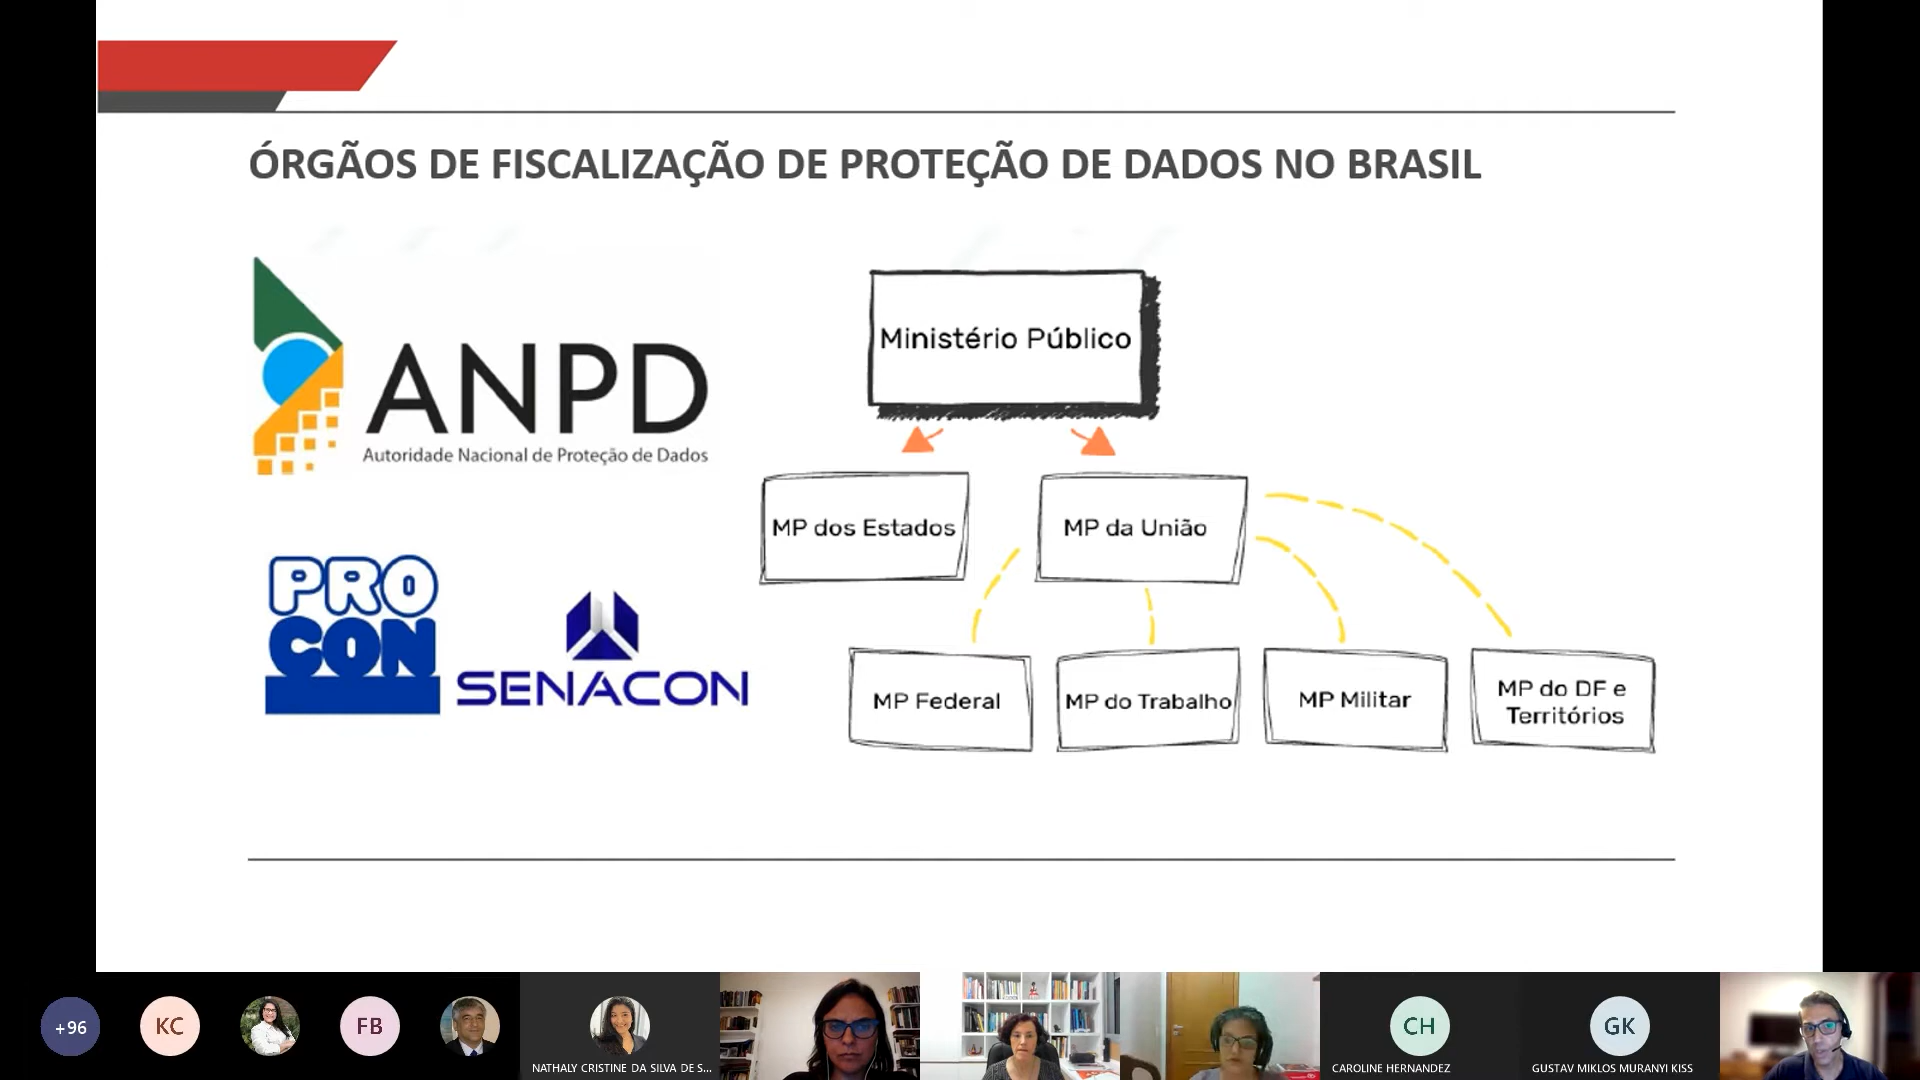 ÓRGÃOS DE FISCALIZAÇÃO DE PROTEÇÃO DE DADOS NO BRASIL
ANPD
Autoridade Nacional de Proteção de Dados
PRO
CON
SENACON
Ministério Público
MP dos Estados
MP da União
MP Federal
MP do Trabalho
MP Militar
MP do DF e
Territórios
+96
KC
FB
NATHALY CRISTINE DA SILVA DE S...
CH
CAROLINE HERNANDEZ
GK
GUSTAV MIKLOS MURANYI KISS